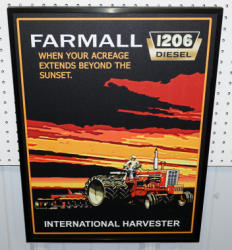 FARMALL
1206
DIESEL
WHEN YOUR ACREAGE
EXTENDS BEYOND THE
SUNSET.
INTERNATIONAL HARVESTER